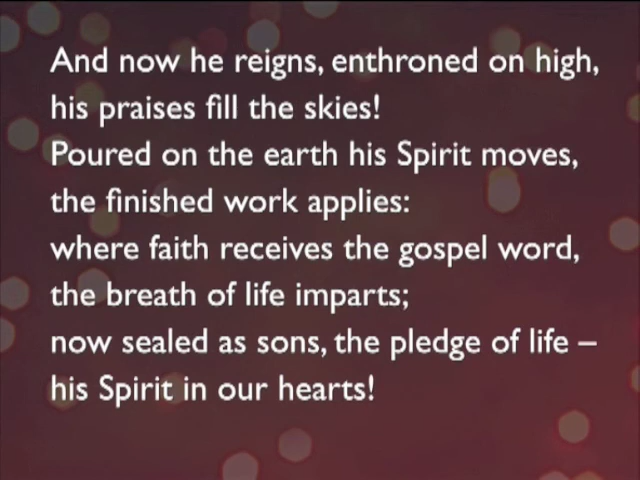 And now he reigns, enthroned on high,
his praises fill the skies!
Poured on the earth his Spirit moves,
the finished work applies:
where faith receives the gospel word,
the breath of life imparts;
now sealed as sons, the pledge of life –
his Spirit in our hearts!